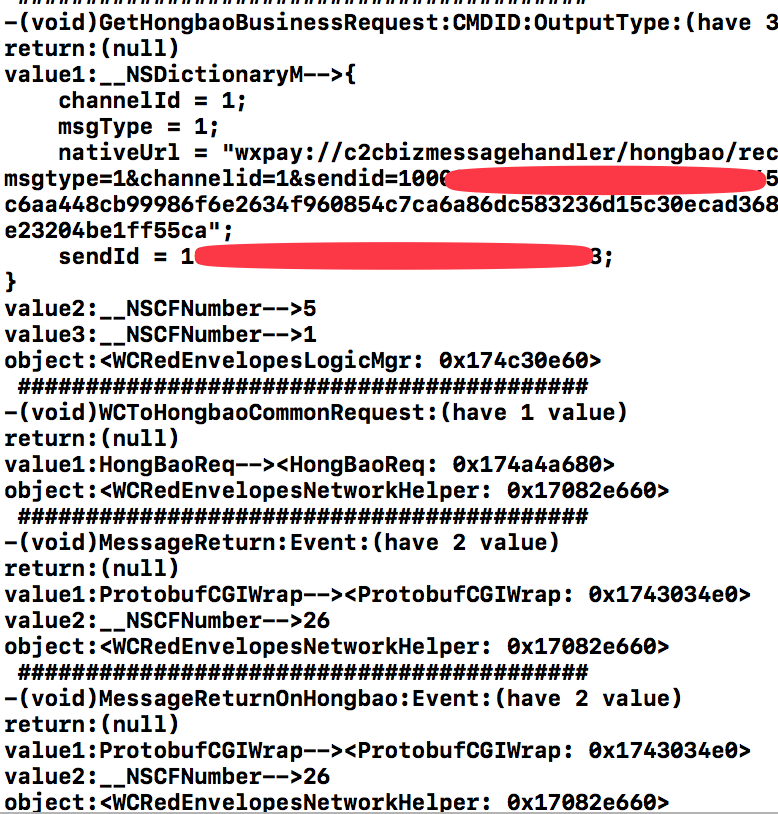 ###########################################
-(void)GetHongbaoBusinessRequest:CMDID:OutputType:(have 3
return:(null)
value1:__NSDictionaryM-->{
    channelId = 1;
    msgType = 1;
    nativeUrl = "wxpay://c2cbizmessagehandler/hongbao/rec
msgtype=1&channelid=1&sendid=1000
c6aa448cb99986f6e2634f960854c7ca6a86dc583236d15c30ecad368
e23204be1ff55ca";
    sendId = 1 3;
}
value2:__NSCFNumber-->5
value3:__NSCFNumber-->1
object:<WCRedEnvelopesLogicMgr: 0x174c30e60>
 ###########################################
-(void)WCToHongbaoCommonRequest:(have 1 value)
return:(null)
value1:HongBaoReq--><HongBaoReq: 0x174a4a680>
object:<WCRedEnvelopesNetworkHelper: 0x17082e660>
 ###########################################
-(void)MessageReturn:Event:(have 2 value)
return:(null)
value1:ProtobufCGIWrap--><ProtobufCGIWrap: 0x1743034e0>
value2:__NSCFNumber-->26
object:<WCRedEnvelopesNetworkHelper: 0x17082e660>
 ###########################################
-(void)MessageReturnOnHongbao:Event:(have 2 value)
return:(null)
value1:ProtobufCGIWrap--><ProtobufCGIWrap: 0x1743034e0>
value2:__NSCFNumber-->26
object:<WCRedEnvelopesNetworkHelper: 0x17082e660>